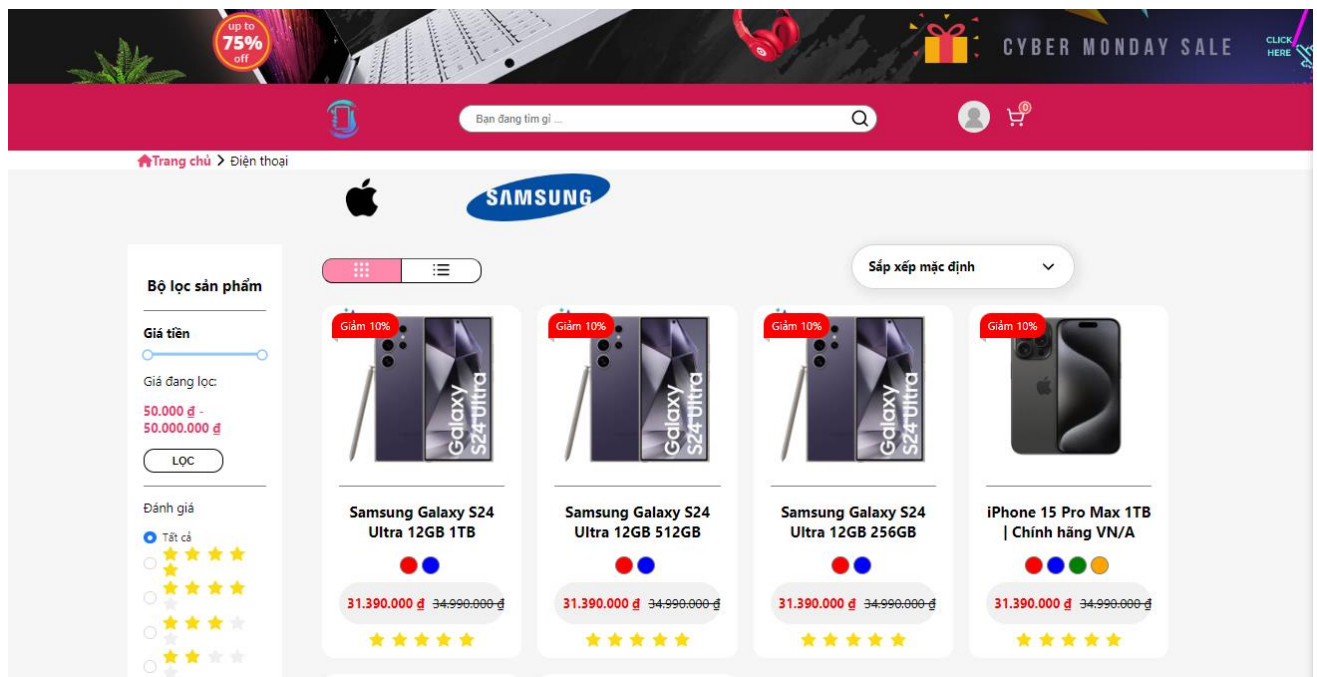 up to
75%
off
CYBER MONDAY SALE
CLICK
HERE
Bạn đang tìm gì ...
0
Trang chủ > Điện thoại
SAMSUNG
Bộ lọc sản phẩm
Giá tiền
Giá đang lọc:
50.000 ₫ -
50.000.000 ₫
LỌC
Đánh giá
Tất cả
Sắp xếp mặc định
Giảm 10%
Galaxy
S24 Ultra
Samsung Galaxy S24
Ultra 12GB 1TB
31.390.000 ₫ 34.990.000 ₫
Giảm 10%
Galaxy
S24 Ultra
Samsung Galaxy S24
Ultra 12GB 512GB
31.390.000 ₫ 34.990.000 ₫
Giảm 10%
Galaxy
S24 Ultra
Samsung Galaxy S24
Ultra 12GB 256GB
31.390.000 ₫ 34.990.000 ₫
Giảm 10%
iPhone 15 Pro Max 1TB
| Chính hãng VN/A
31.390.000 ₫ 34.990.000 ₫